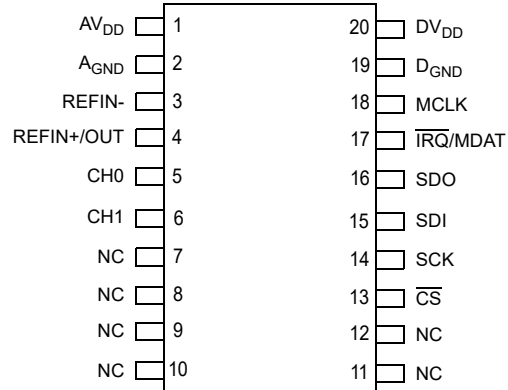 AVDD 1 20 DVDD
AGND 2 19 DGND
REFIN- 3 18 MCLK
REFIN+/OUT 4 17 IRQ/MDAT
CH0 5 16 SDO
CH1 6 15 SDI
NC 7 14 SCK
NC 8 13 CS
NC 9 12 NC
NC 10 11 NC